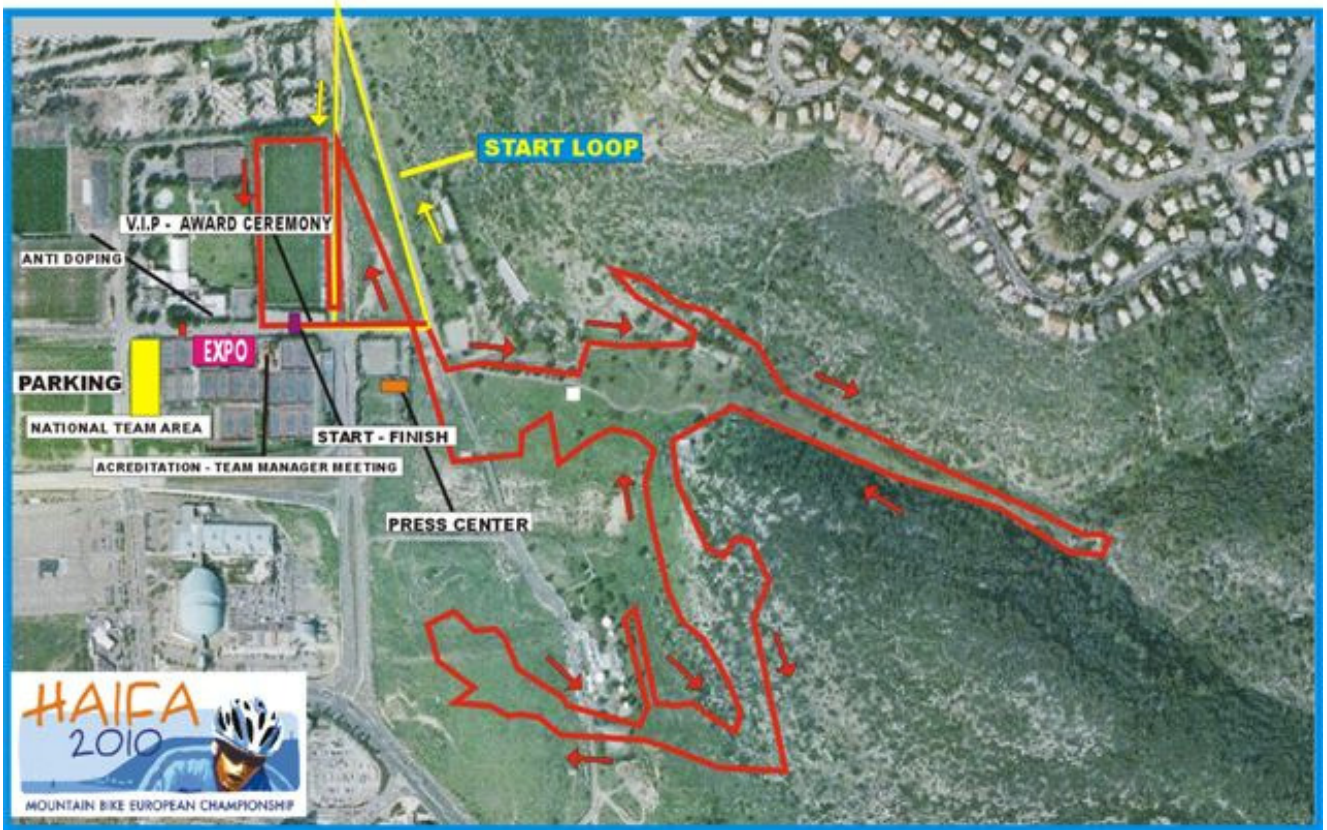 START LOOP
V.I.P - AWARD CEREMONY
ANTI DOPING
EXPO
PARKING
NATIONAL TEAM AREA
START - FINISH
ACREDITATION - TEAM MANAGER MEETING
PRESS CENTER
HAIFA
2010
MOUNTAIN BIKE EUROPEAN CHAMPIONSHIP